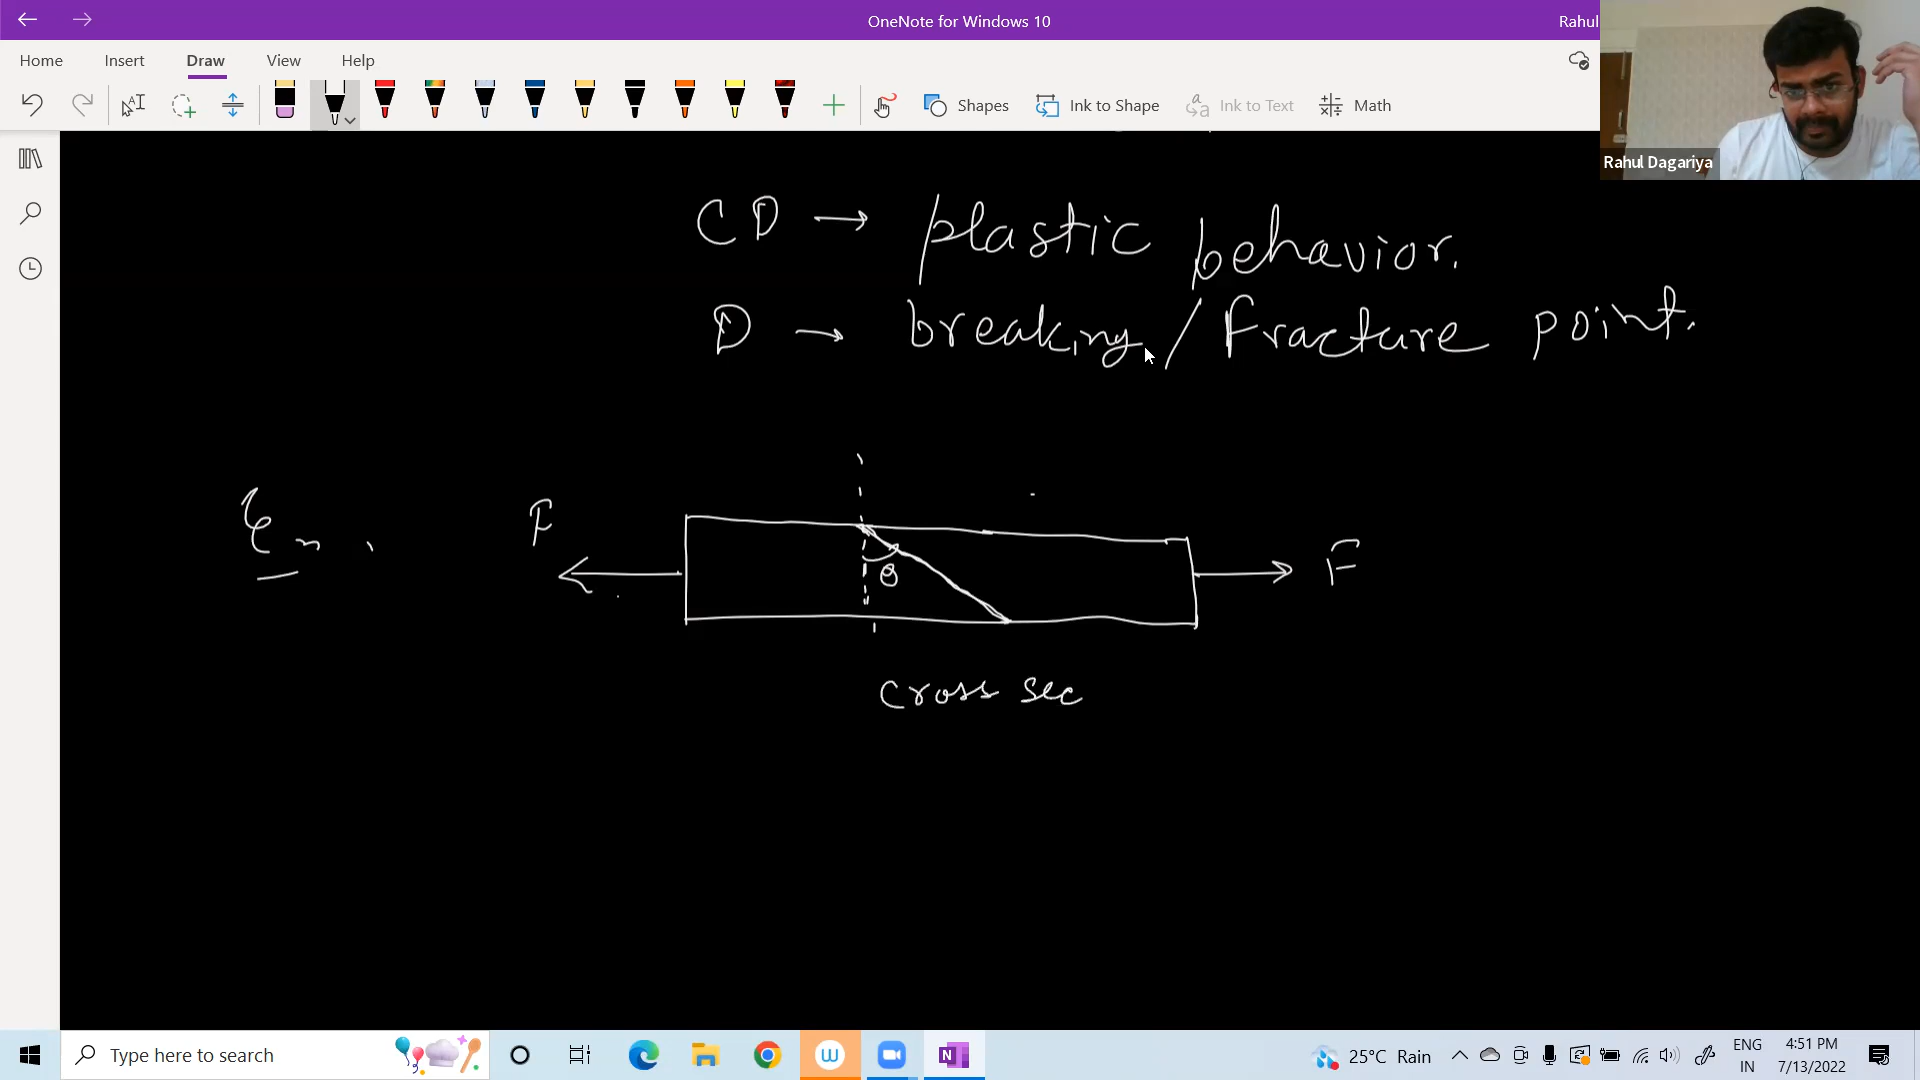 OneNote for Windows 10
Rahul
Home Insert Draw View Help
Shapes Ink to Shape Ink to Text Math
Rahul Dagariya
CD → plastic behavior.
D → breaking / Fracture point.
F
F
θ
cross sec
Type here to search
25°C Rain
ENG
IN
4:51 PM
7/13/2022